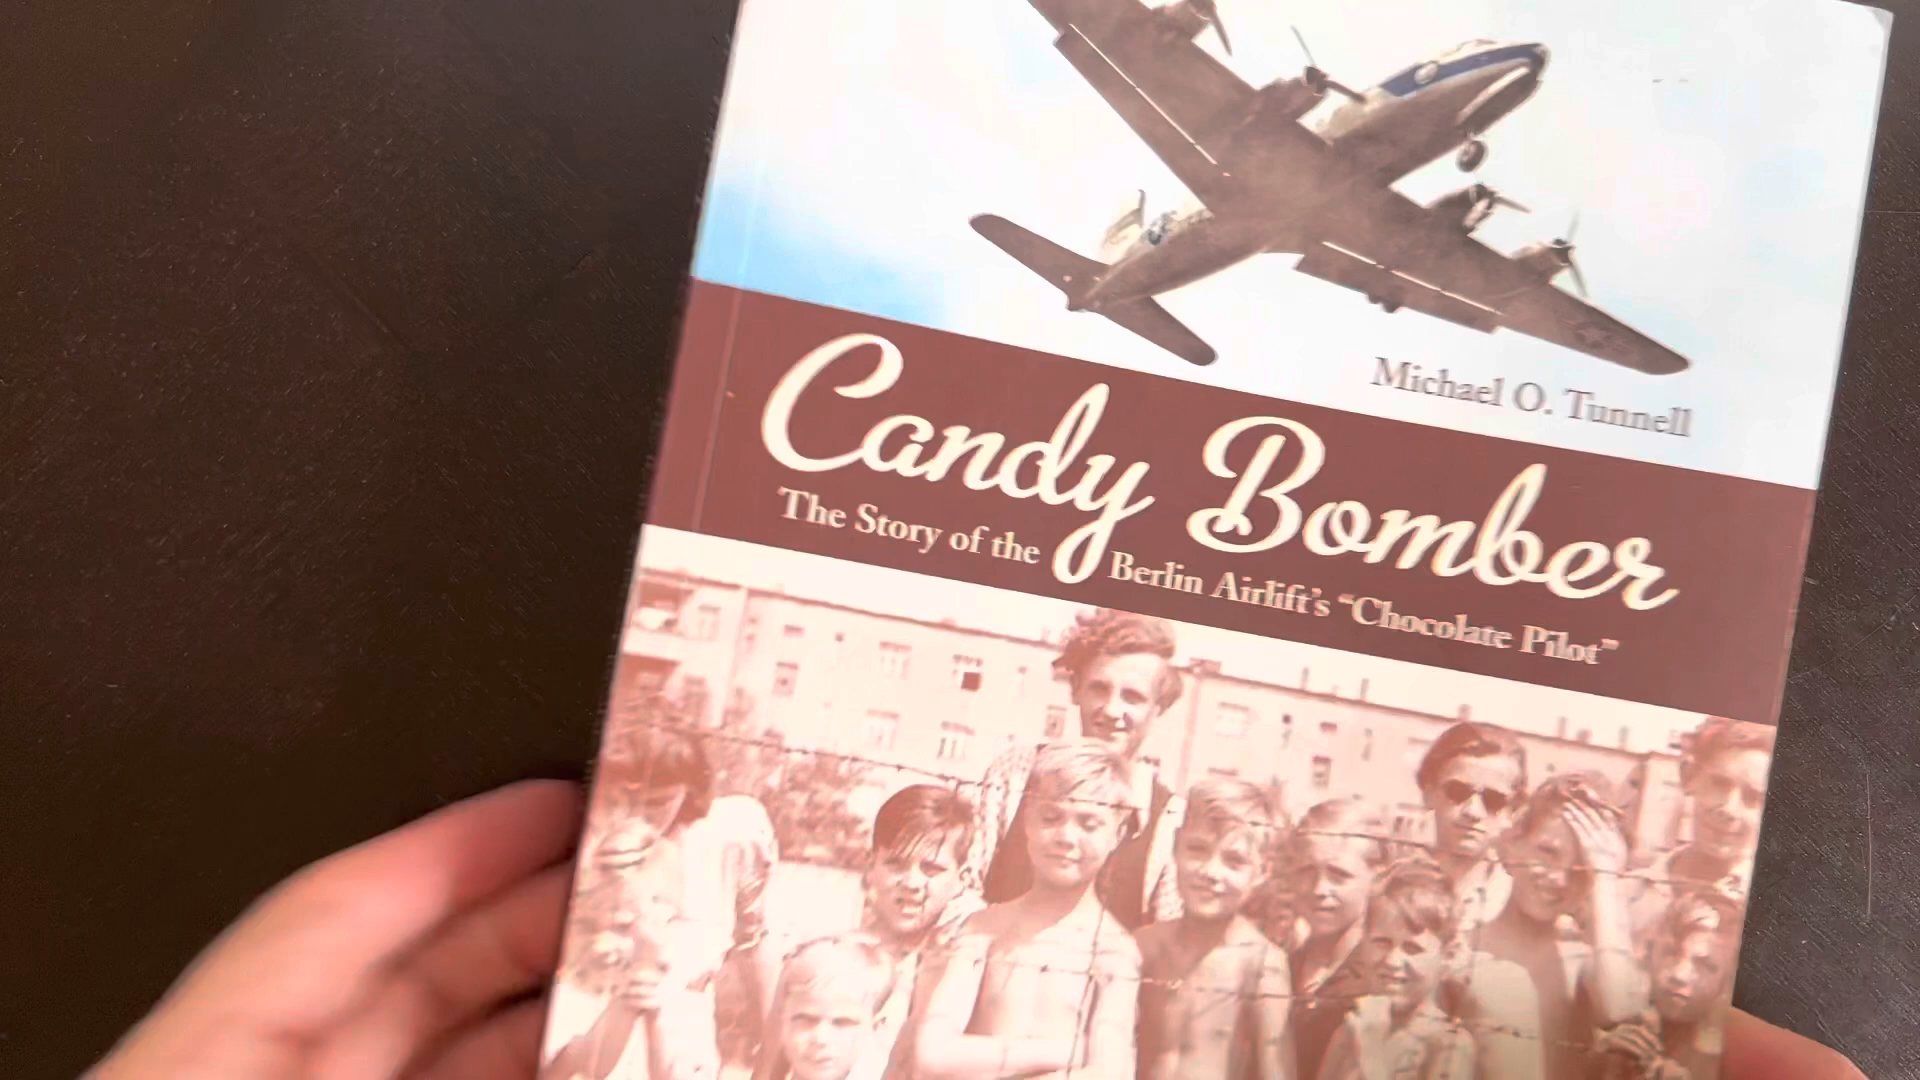 Michael O. Tunnell
Candy Bomber
The Story of the Berlin Airlift's “Chocolate Pilot”